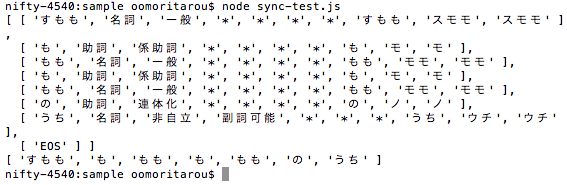 nifty-4540:sample oomoritarou$ node sync-test.js
[ [ 'すもも', '名詞', '一般', '*', '*', '*', '*', 'すもも', 'スモモ', 'スモモ' ]
,
  [ 'も', '助詞', '係助詞', '*', '*', '*', '*', 'も', 'モ', 'モ' ],
  [ 'もも', '名詞', '一般', '*', '*', '*', '*', 'もも', 'モモ', 'モモ' ],
  [ 'も', '助詞', '係助詞', '*', '*', '*', '*', 'も', 'モ', 'モ' ],
  [ 'もも', '名詞', '一般', '*', '*', '*', '*', 'もも', 'モモ', 'モモ' ],
  [ 'の', '助詞', '連体化', '*', '*', '*', '*', 'の', 'ノ', 'ノ' ],
  [ 'うち', '名詞', '非自立', '副詞可能', '*', '*', '*', 'うち', 'ウチ', 'ウチ'
],
  [ 'EOS' ] ]
[ 'すもも', 'も', 'もも', 'も', 'もも', 'の', 'うち' ]
nifty-4540:sample oomoritarou$